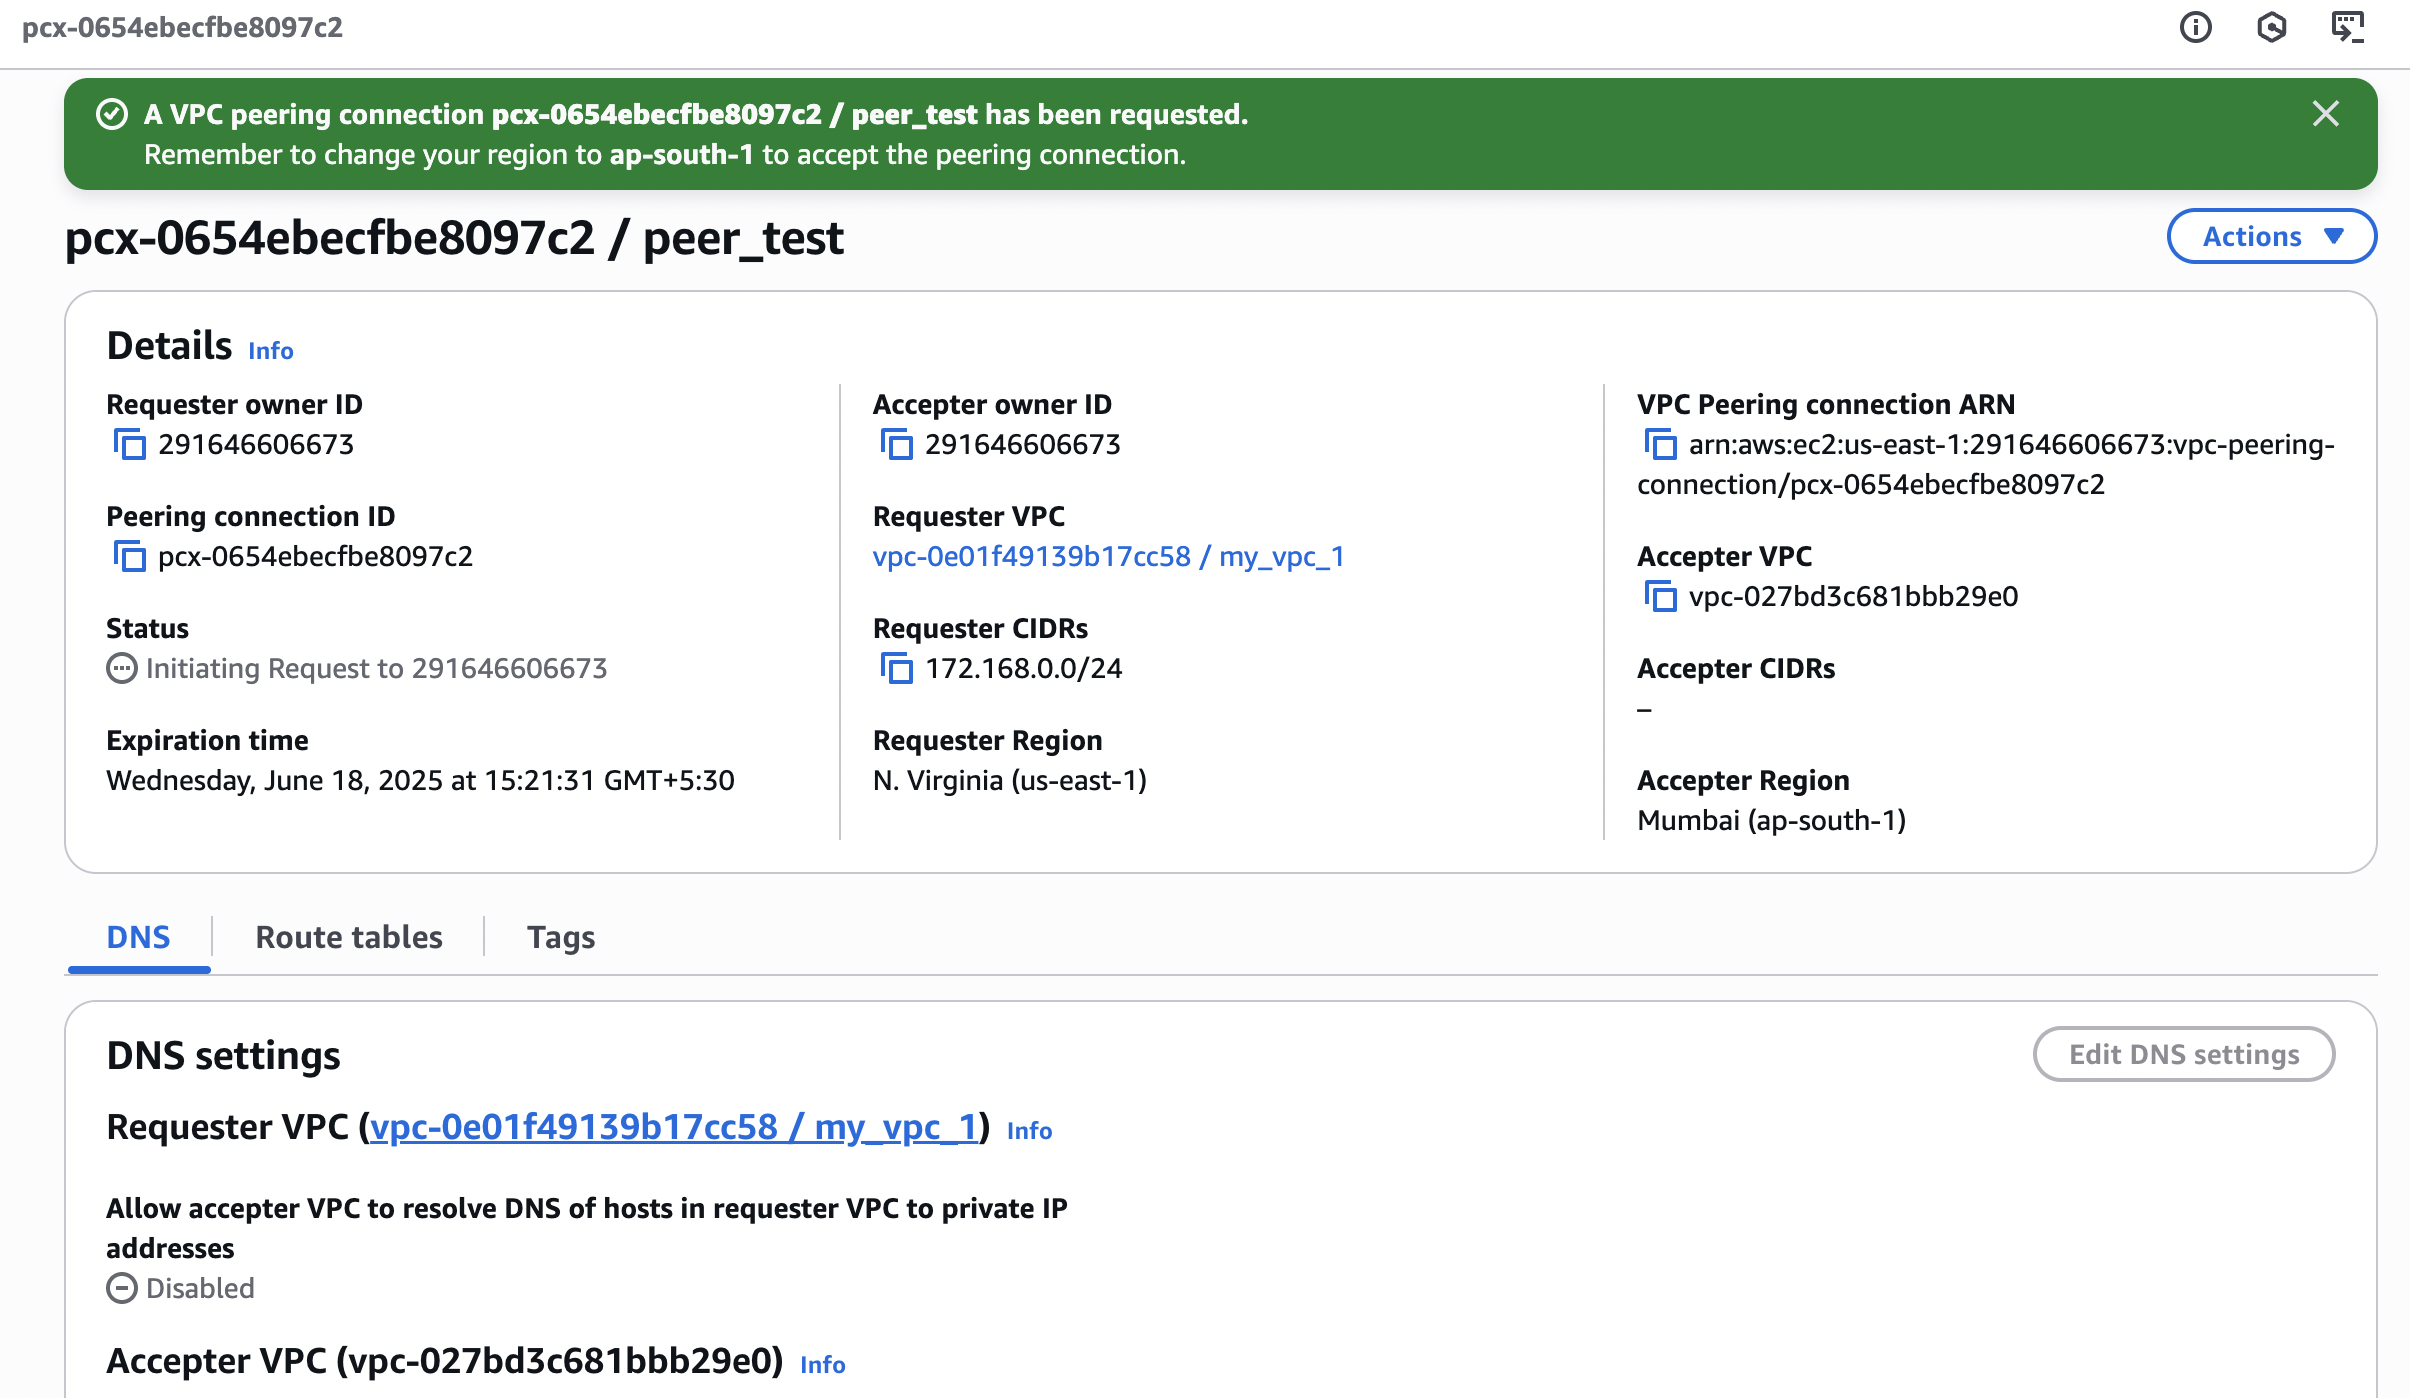 pcx-0654ebecfbe8097c2
A VPC peering connection pcx-0654ebecfbe8097c2 / peer_test has been requested.
Remember to change your region to ap-south-1 to accept the peering connection.
pcx-0654ebecfbe8097c2 / peer_test
Actions
Details Info
Requester owner ID
291646606673
Peering connection ID
pcx-0654ebecfbe8097c2
Status
Initiating Request to 291646606673
Expiration time
Wednesday, June 18, 2025 at 15:21:31 GMT+5:30
Accepter owner ID
291646606673
Requester VPC
vpc-0e01f49139b17cc58 / my_vpc_1
Requester CIDRs
172.168.0.0/24
Requester Region
N. Virginia (us-east-1)
VPC Peering connection ARN
arn:aws:ec2:us-east-1:291646606673:vpc-peering-
connection/pcx-0654ebecfbe8097c2
Accepter VPC
vpc-027bd3c681bbb29e0
Accepter CIDRs
–
Accepter Region
Mumbai (ap-south-1)
DNS
Route tables
Tags
DNS settings
Edit DNS settings
Requester VPC (vpc-0e01f49139b17cc58 / my_vpc_1) Info
Allow accepter VPC to resolve DNS of hosts in requester VPC to private IP
addresses
Disabled
Accepter VPC (vpc-027bd3c681bbb29e0) Info